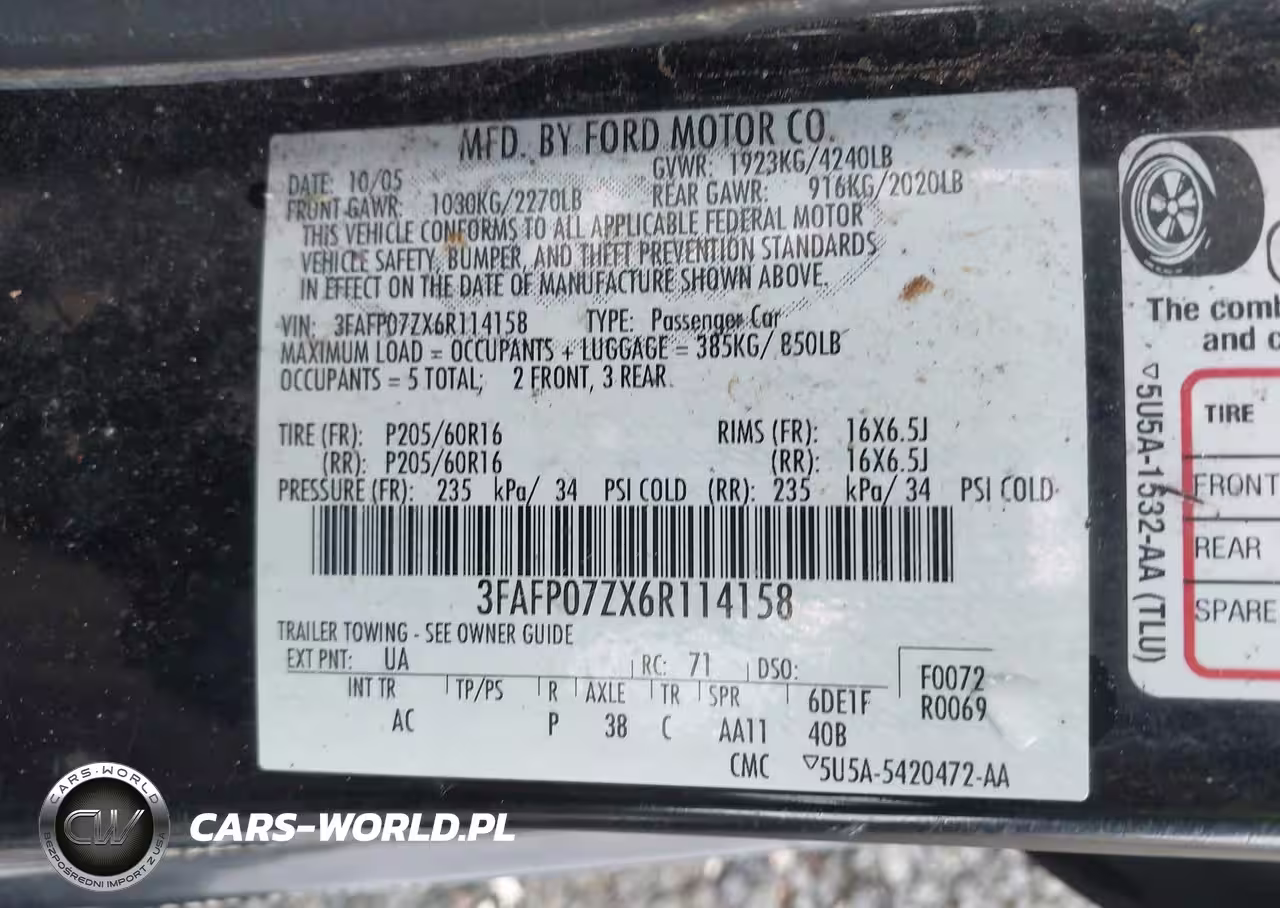 MFD. BY FORD MOTOR CO.
DATE: 10/05 GVWR: 1923KG/4240LB
FRONT GAWR: 1030KG/2270LB REAR GAWR: 916KG/2020LB
THIS VEHICLE CONFORMS TO ALL APPLICABLE FEDERAL MOTOR
VEHICLE SAFETY, BUMPER, AND THEFT PREVENTION STANDARDS
IN EFFECT ON THE DATE OF MANUFACTURE SHOWN ABOVE.
VIN: 3FAFP07ZX6R114158 TYPE: Passenger Car
MAXIMUM LOAD = OCCUPANTS + LUGGAGE = 385KG/ 850LB
OCCUPANTS = 5 TOTAL; 2 FRONT, 3 REAR.
TIRE (FR): P205/60R16 RIMS (FR): 16X6.5J
(RR): P205/60R16 (RR): 16X6.5J
PRESSURE (FR): 235 kPa/ 34 PSI COLD (RR): 235 kPa/ 34 PSI COLD
3FAFP07ZX6R114158
TRAILER TOWING - SEE OWNER GUIDE
EXT PNT: UA RC: 71 DSO:
INT TR TP/PS R AXLE TR SPR 6DE1F
AC P 38 C AA11 40B
F0072
R0069
CMC ▽5U5A-5420472-AA
The comb
and c
▽5U5A-1532-AA (TLU)
TIRE
FRONT
REAR
SPARE
CARS-WORLD
CW
BEZPOŚREDNI IMPORT Z USA
CARS-WORLD.PL